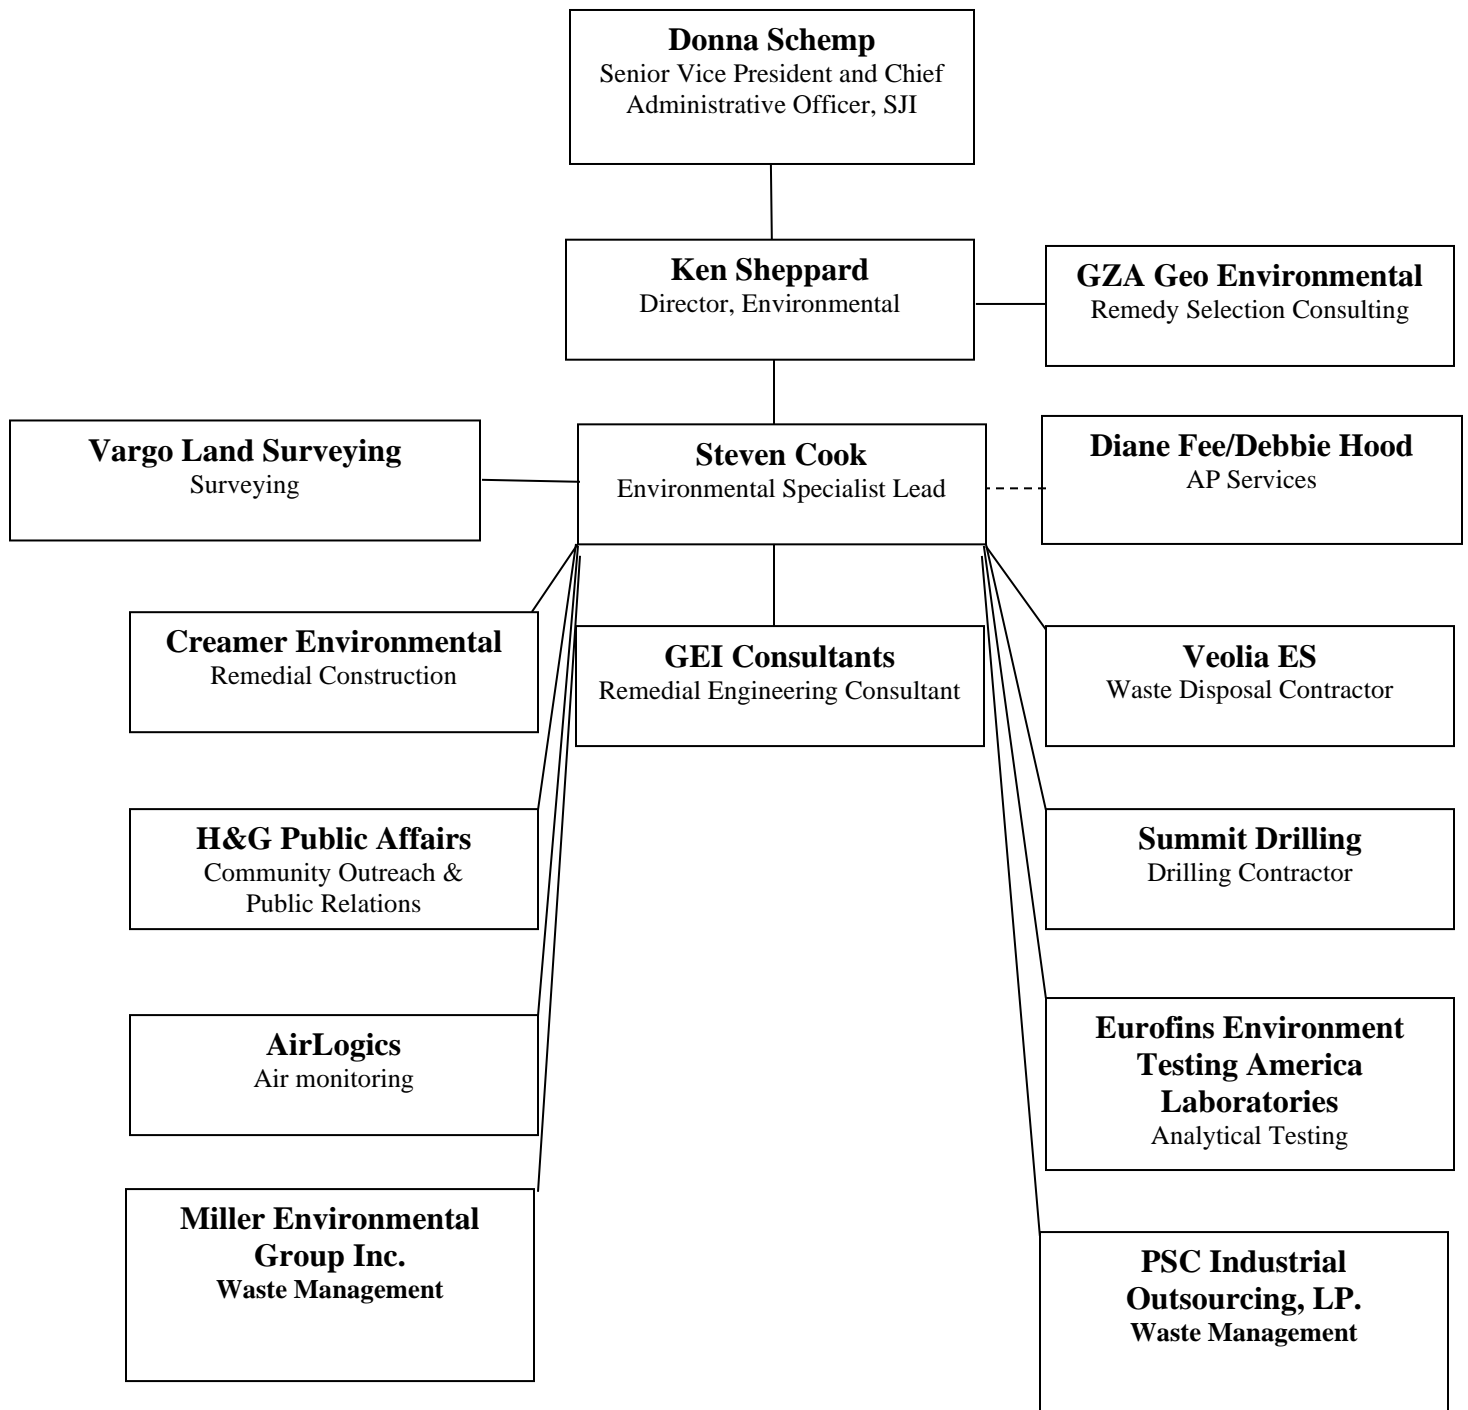 Donna Schemp
Senior Vice President and Chief
Administrative Officer, SJI
Ken Sheppard
Director, Environmental
GZA Geo Environmental
Remedy Selection Consulting
Vargo Land Surveying
Surveying
Steven Cook
Environmental Specialist Lead
Diane Fee/Debbie Hood
AP Services
Creamer Environmental
Remedial Construction
GEI Consultants
Remedial Engineering Consultant
Veolia ES
Waste Disposal Contractor
H&G Public Affairs
Community Outreach &
Public Relations
Summit Drilling
Drilling Contractor
AirLogics
Air monitoring
Eurofins Environment
Testing America
Laboratories
Analytical Testing
Miller Environmental
Group Inc.
Waste Management
PSC Industrial
Outsourcing, LP.
Waste Management